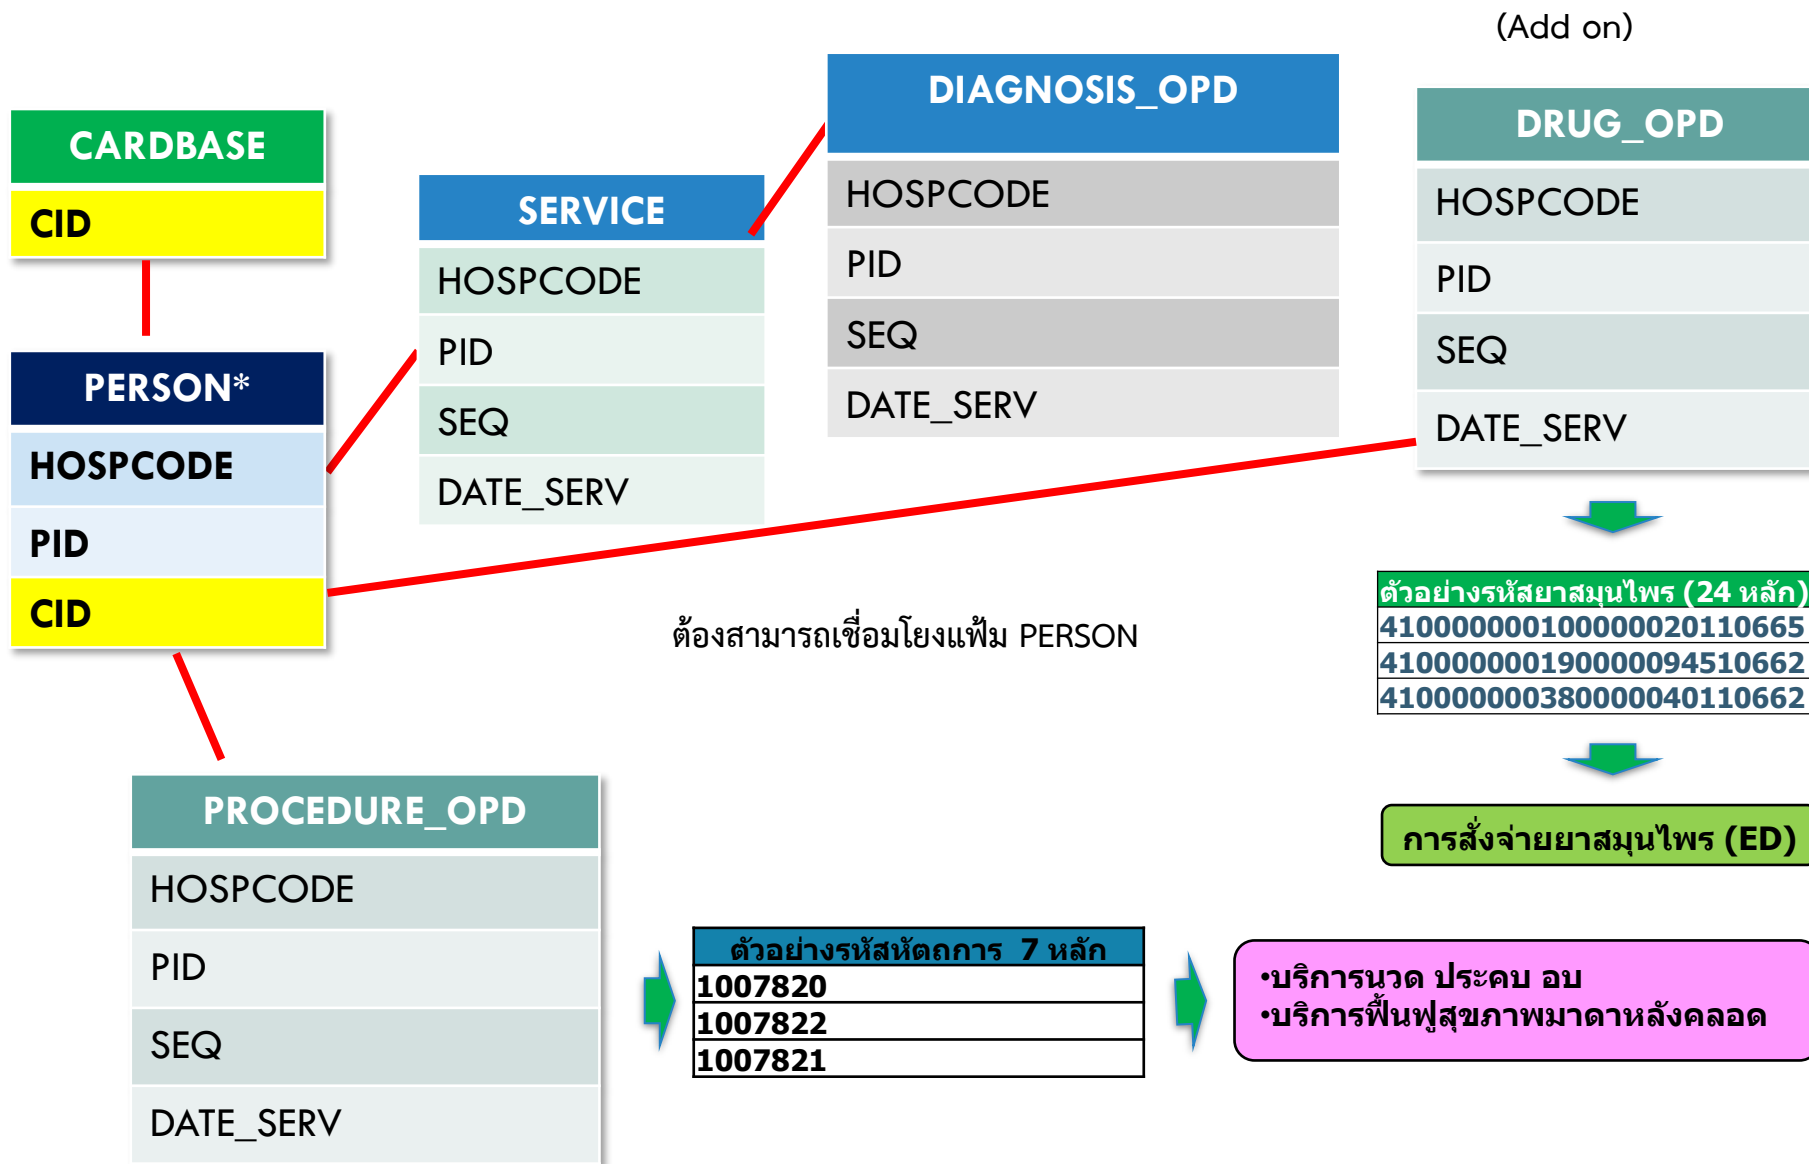 (Add on)
CARDBASE
CID
PERSON*
HOSPCODE
PID
CID
SERVICE
HOSPCODE
PID
SEQ
DATE_SERV
DIAGNOSIS_OPD
HOSPCODE
PID
SEQ
DATE_SERV
DRUG_OPD
HOSPCODE
PID
SEQ
DATE_SERV
ต้องสามารถเชื่อมโยงแฟ้ม PERSON
ตัวอย่างรหัสยาสมุนไพร (24 หลัก)
410000000100000020110665
410000000190000094510662
410000000380000040110662
การสั่งจ่ายยาสมุนไพร (ED)
PROCEDURE_OPD
HOSPCODE
PID
SEQ
DATE_SERV
ตัวอย่างรหัสหัตถการ 7 หลัก
1007820
1007822
1007821
•บริการนวด ประคบ อบ
•บริการฟื้นฟูสุขภาพมาดาหลังคลอด